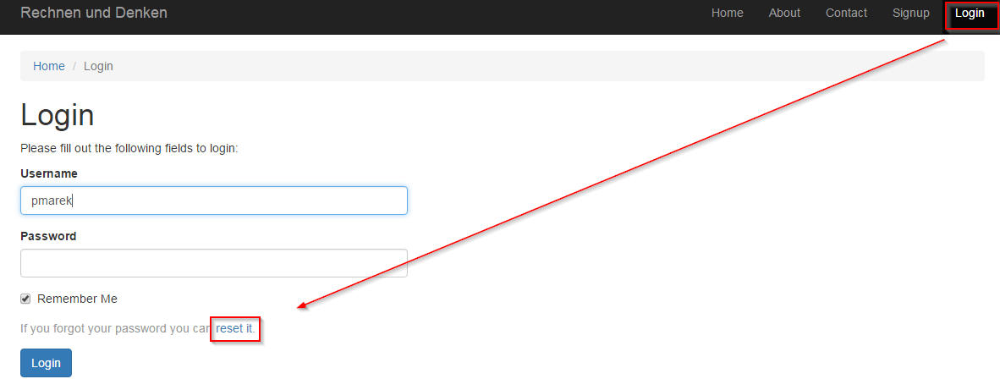 Rechnen und Denken Home About Contact Signup Login
Home / Login
Login
Please fill out the following fields to login:
Username
pmarek
Password
Remember Me
If you forgot your password you can reset it.
Login